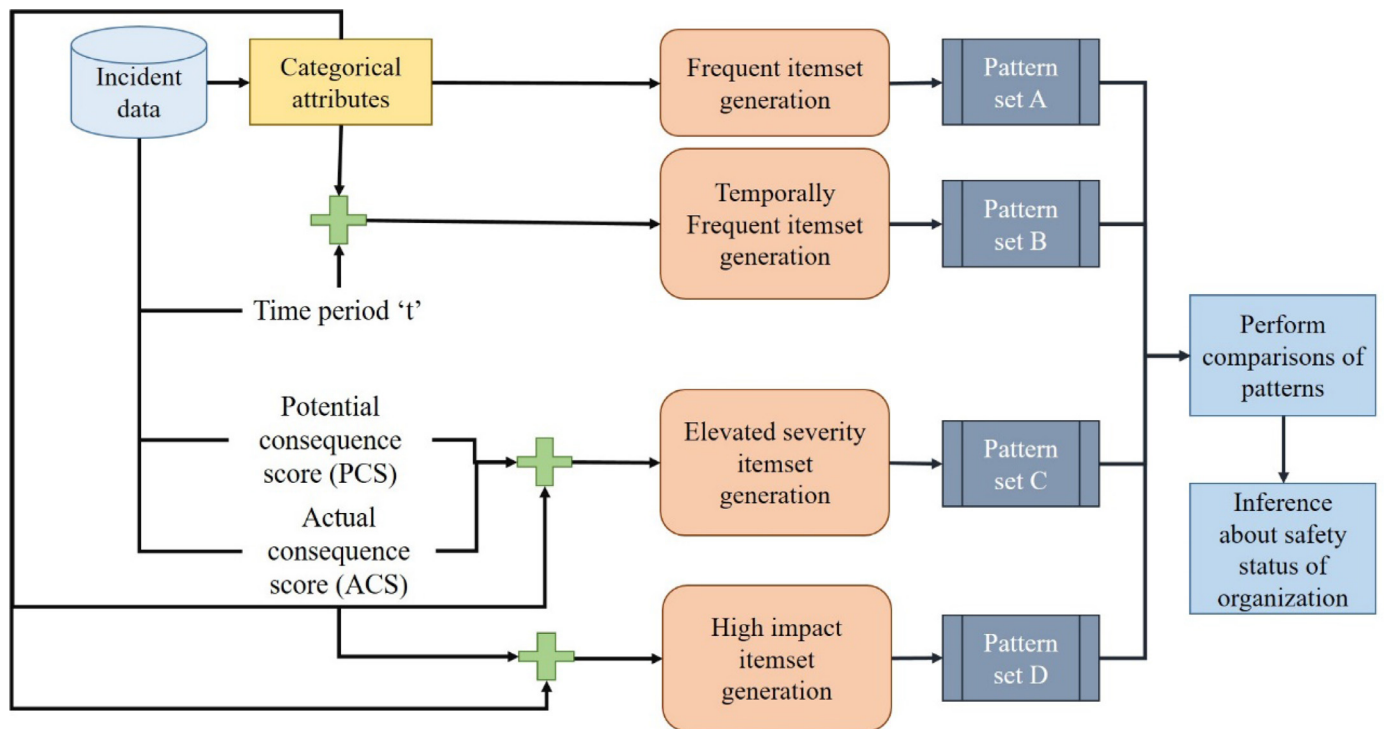 Incident
data
Categorical
attributes
Frequent itemset
generation
Pattern
set A
Temporally
Frequent itemset
generation
Pattern
set B
Time period ‘t’
Potential
consequence
score (PCS)
Actual
consequence
score (ACS)
Elevated severity
itemset
generation
Pattern
set C
High impact
itemset
generation
Pattern
set D
Perform
comparisons of
patterns
Inference
about safety
status of
organization